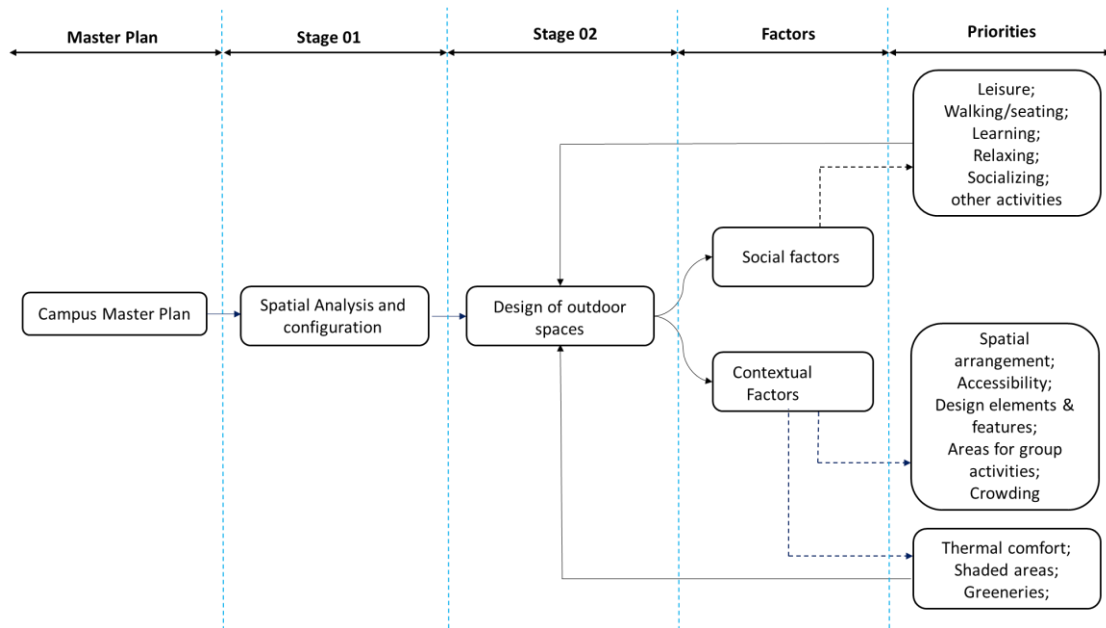 Master Plan
Stage 01
Stage 02
Factors
Priorities
Leisure;
Walking/seating;
Learning;
Relaxing;
Socializing;
other activities
Social factors
Campus Master Plan
Spatial Analysis and
configuration
Design of outdoor
spaces
Contextual
Factors
Spatial
arrangement;
Accessibility;
Design elements &
features;
Areas for group
activities;
Crowding
Thermal comfort;
Shaded areas;
Greeneries;